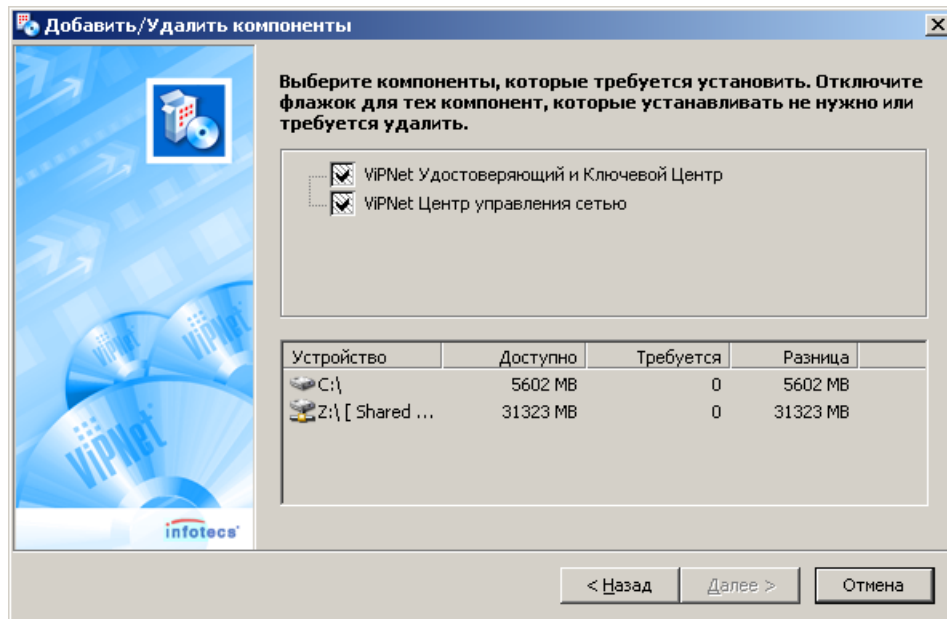 Добавить/Удалить компоненты
Выберите компоненты, которые требуется установить. Отключите
флажок для тех компонент, которые устанавливать не нужно или
требуется удалить.
ViPNet Удостоверяющий и Ключевой Центр
ViPNet Центр управления сетью
Устройство Доступно Требуется Разница
C:\ 5602 MB 0 5602 MB
Z:\ [ Shared ... 31323 MB 0 31323 MB
ViPNet
ViPNet
ViPNet
infotecs
< Назад Далее > Отмена